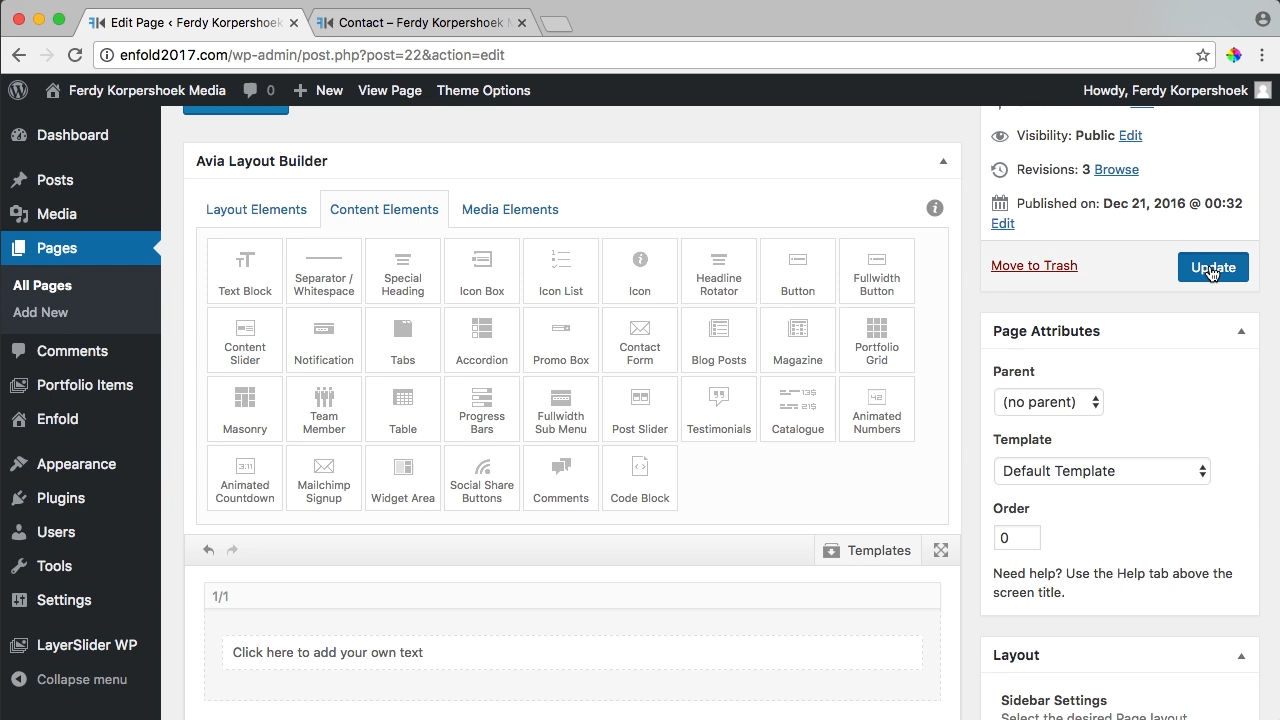 Edit Page ‹ Ferdy Korpershoek
Contact – Ferdy Korpershoek
enfold2017.com/wp-admin/post.php?post=22&action=edit
Ferdy Korpershoek Media
0
New
View Page
Theme Options
Howdy, Ferdy Korpershoek
Dashboard
Posts
Media
Pages
All Pages
Add New
Comments
Portfolio Items
Enfold
Appearance
Plugins
Users
Tools
Settings
LayerSlider WP
Collapse menu
Avia Layout Builder
Layout Elements
Content Elements
Media Elements
Text Block
Separator /
Whitespace
Special
Heading
Icon Box
Icon List
Icon
Headline
Rotator
Button
Fullwidth
Button
Content
Slider
Notification
Tabs
Accordion
Promo Box
Contact
Form
Blog Posts
Magazine
Portfolio
Grid
Masonry
Team
Member
Table
Progress
Bars
Fullwidth
Sub Menu
Post Slider
Testimonials
13$
21$
Catalogue
42
Animated
Numbers
3:11
Animated
Countdown
Mailchimp
Signup
Widget Area
Social Share
Buttons
Comments
Code Block
Templates
1/1
Click here to add your own text
Visibility: Public Edit
Revisions: 3 Browse
Published on: Dec 21, 2016 @ 00:32
Edit
Move to Trash
Update
Page Attributes
Parent
(no parent)
Template
Default Template
Order
0
Need help? Use the Help tab above the
screen title.
Layout
Sidebar Settings
Select the desired Page layout